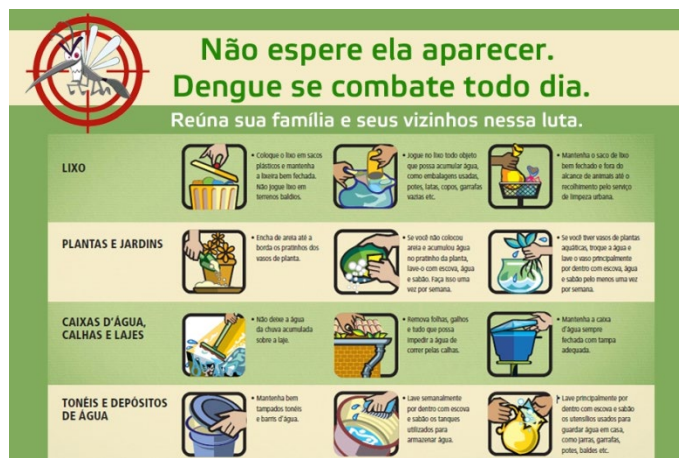 Não espere ela aparecer.
Dengue se combate todo dia.
Reúna sua família e seus vizinhos nessa luta.
LIXO
• Coloque o lixo em sacos
plásticos e mantenha
a lixeira bem fechada.
Não jogue lixo em
terrenos baldios.
• Jogue no lixo todo objeto
que possa acumular água,
como embalagens usadas,
potes, latas, copos, garrafas
vazias etc.
• Mantenha o saco de lixo
bem fechado e fora do
alcance de animais até o
recolhimento pelo serviço
de limpeza urbana.
PLANTAS E JARDINS
• Encha de areia até a
borda os pratinhos dos
vasos de planta.
• Se você não colocou
areia e acumulou água
no pratinho da planta,
lave-o com escova, água
e sabão. Faça isso uma
vez por semana.
• Se você tiver vasos de plantas
aquáticas, troque a água e
lave o vaso principalmente
por dentro com escova, água
e sabão pelo menos uma vez
por semana.
CAIXAS D'ÁGUA,
CALHAS E LAJES
• Não deixe a água
da chuva acumulada
sobre a laje.
• Remova folhas, galhos
e tudo que possa
impedir a água de
correr pelas calhas.
• Mantenha a caixa
d'água sempre
fechada com tampa
adequada.
TONÉIS E DEPÓSITOS
DE ÁGUA
• Mantenha bem
tampados tonéis
e barris d'água.
• Lave semanalmente
por dentro com escova
e sabão os tanques
utilizados para
armazenar água.
• Lave principalmente por
dentro com escova e sabão
os utensílios usados para
guardar água em casa,
como jarras, garrafas,
potes, baldes etc.